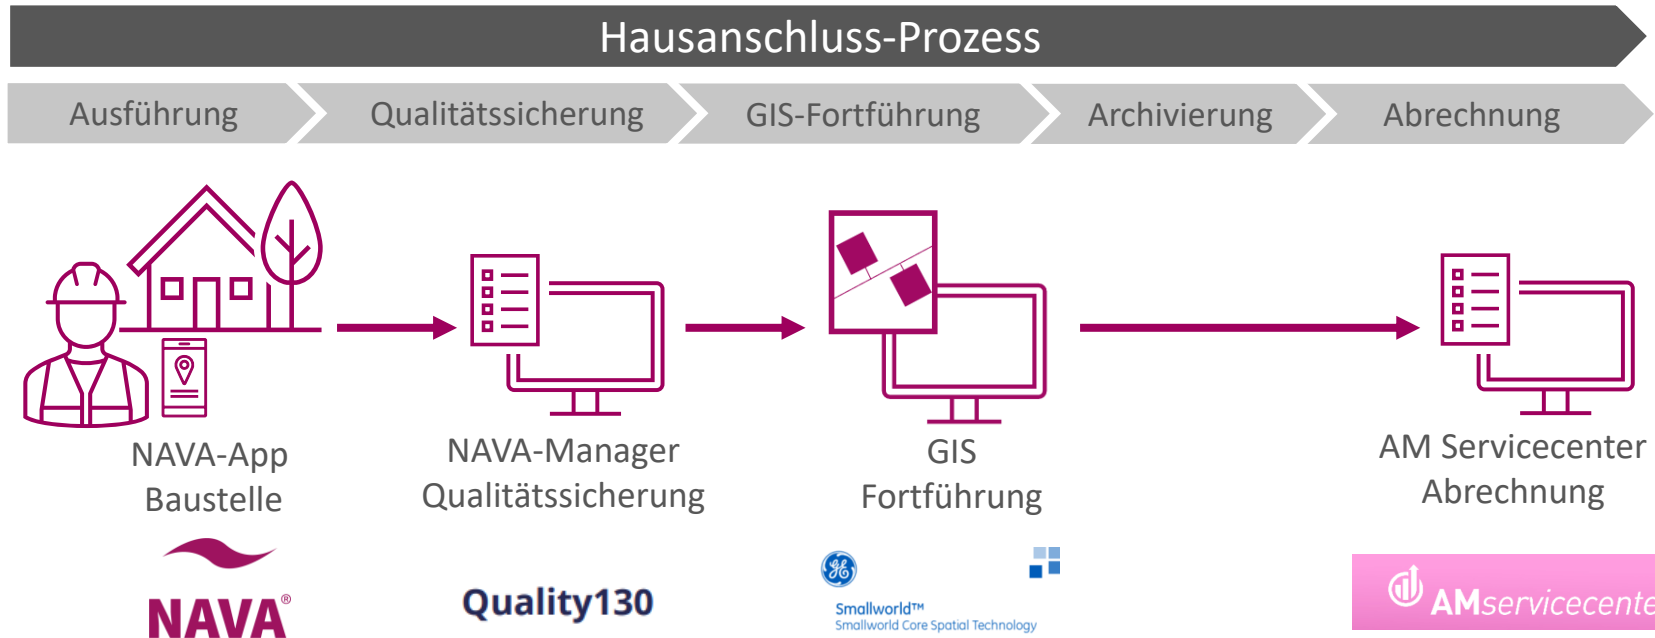 Hausanschluss-Prozess
Ausführung
Qualitätssicherung
GIS-Fortführung
Archivierung
Abrechnung
NAVA-App
Baustelle
NAVA-Manager
Qualitätssicherung
GIS
Fortführung
AM Servicecenter
Abrechnung
NAVA®
Quality130
GE
Smallworld™
Smallworld Core Spatial Technology
AMservicecente